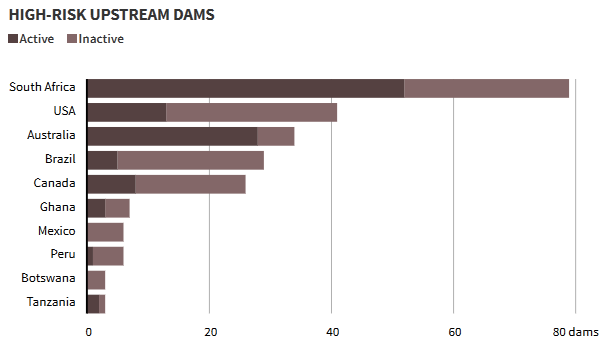 HIGH-RISK UPSTREAM DAMS
Active Inactive
South Africa
USA
Australia
Brazil
Canada
Ghana
Mexico
Peru
Botswana
Tanzania
0 20 40 60 80 dams